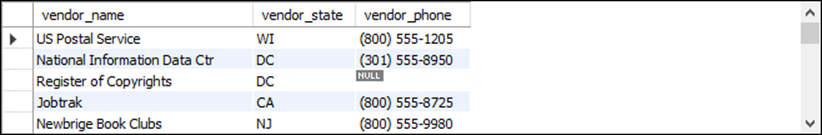 vendor_name vendor_state vendor_phone
US Postal Service WI (800) 555-1205
National Information Data Ctr DC (301) 555-8950
Register of Copyrights DC NULL
Jobtrak CA (800) 555-8725
Newbrige Book Clubs NJ (800) 555-9980